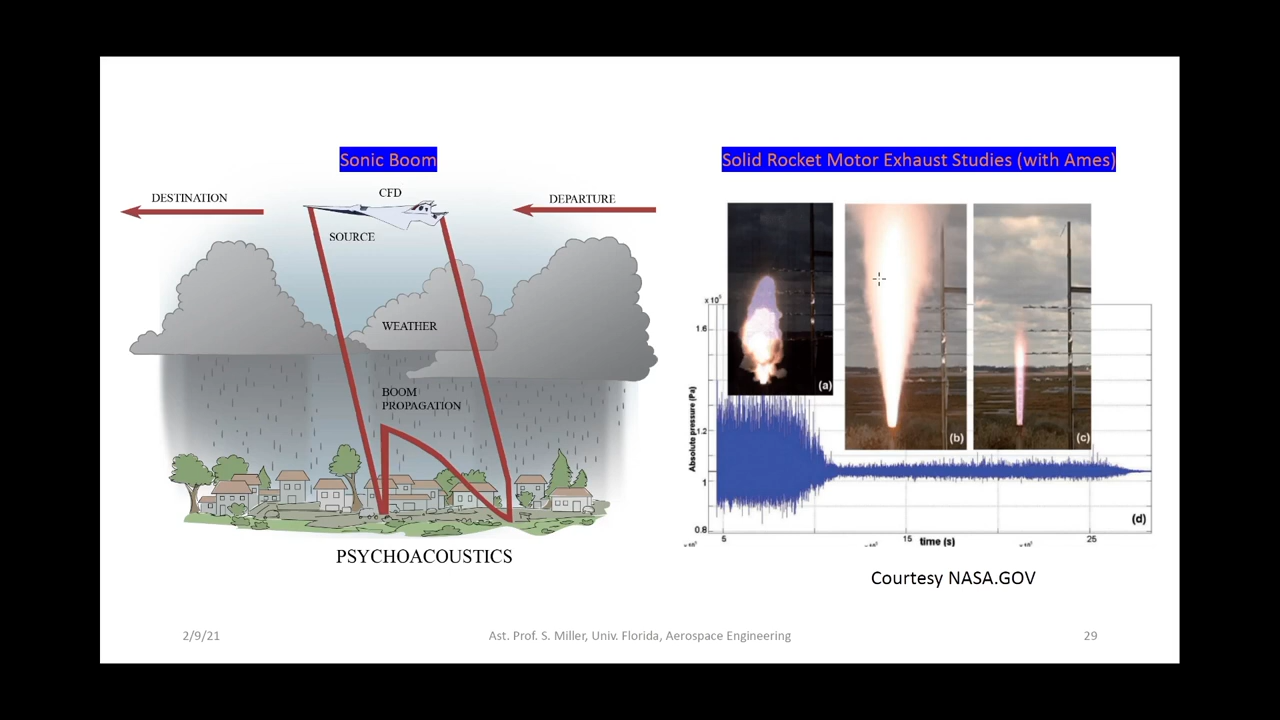 Sonic Boom
DESTINATION
CFD
DEPARTURE
SOURCE
WEATHER
BOOM
PROPAGATION
PSYCHOACOUSTICS
Solid Rocket Motor Exhaust Studies (with Ames)
(a)
(b)
(c)
1.6
1.2
1
0.8
Absolute pressure (Pa)
(d)
5
15
time (s)
25
Courtesy NASA.GOV
2/9/21
Ast. Prof. S. Miller, Univ. Florida, Aerospace Engineering
29